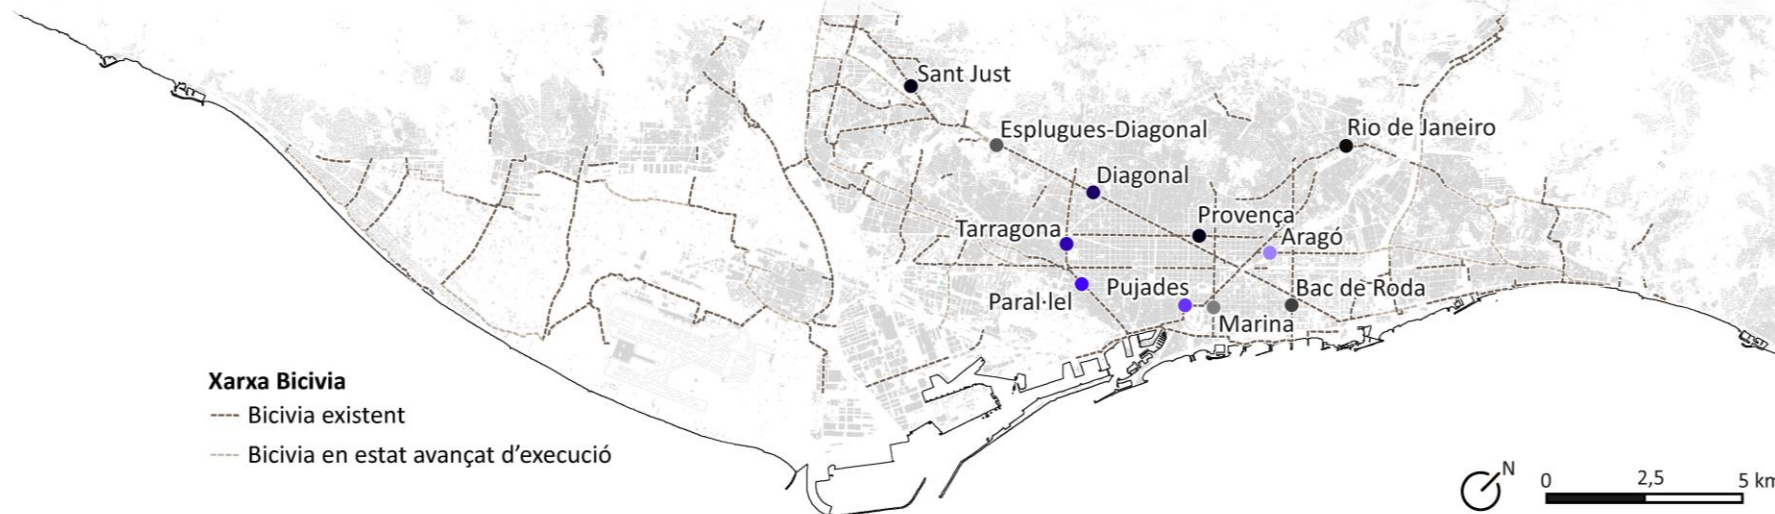 Sant Just
Esplugues-Diagonal
Rio de Janeiro
Diagonal
Provença
Tarragona
Aragó
Pujades
Bac de Roda
Paral·lel
Marina
Xarxa Bicivia
Bicivia existent
Bicivia en estat avançat d'execució
N
0 2,5 5 km